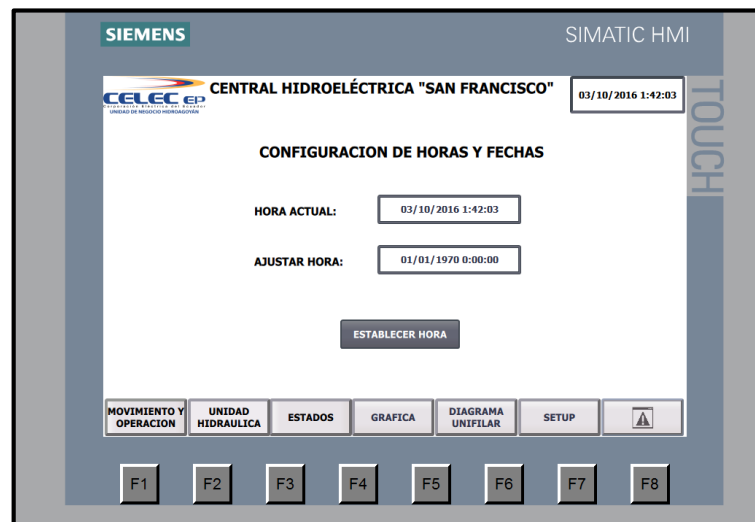 SIEMENS
SIMATIC HMI
TOUCH
CELEC EP
UNIDAD DE NEGOCIO HIDROAGOYÁN
CENTRAL HIDROELÉCTRICA "SAN FRANCISCO"
03/10/2016 1:42:03
CONFIGURACION DE HORAS Y FECHAS
HORA ACTUAL:
03/10/2016 1:42:03
AJUSTAR HORA:
01/01/1970 0:00:00
ESTABLECER HORA
MOVIMIENTO Y
OPERACION
UNIDAD
HIDRAULICA
ESTADOS
GRAFICA
DIAGRAMA
UNIFILAR
SETUP
F1 F2 F3 F4 F5 F6 F7 F8